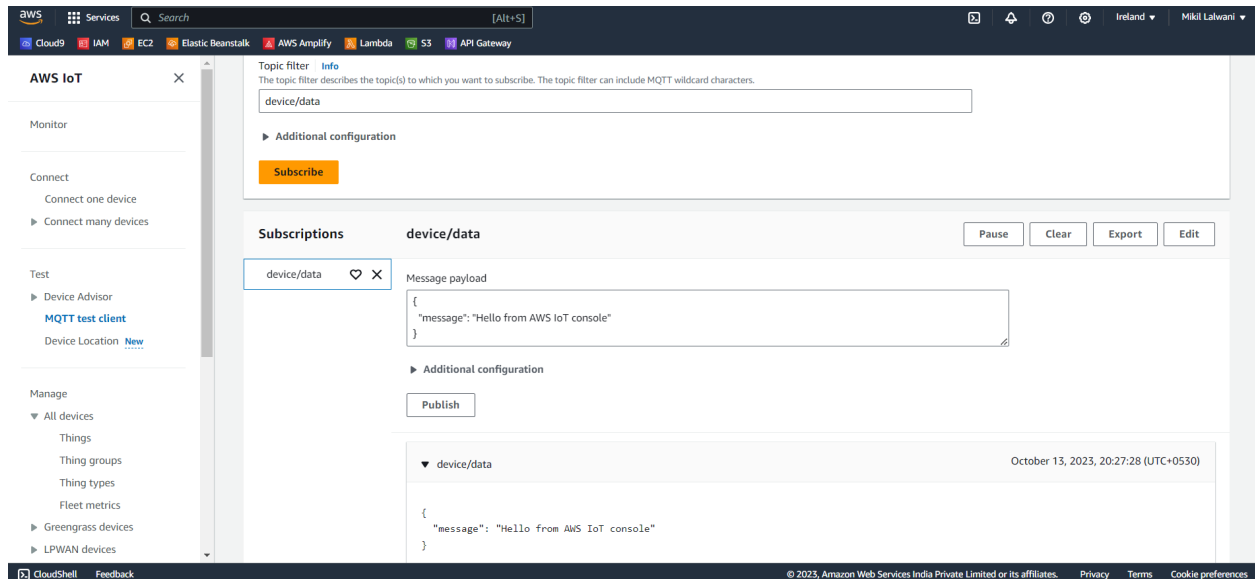 aws Services Search [Alt+S] Ireland Mikil Lalwani
Cloud9 IAM EC2 Elastic Beanstalk AWS Amplify Lambda S3 API Gateway
AWS IoT
Monitor
Connect
Connect one device
Connect many devices
Test
Device Advisor
MQTT test client
Device Location New
Manage
All devices
Things
Thing groups
Thing types
Fleet metrics
Greengrass devices
LPWAN devices
Topic filter Info
The topic filter describes the topic(s) to which you want to subscribe. The topic filter can include MQTT wildcard characters.
device/data
Additional configuration
Subscribe
Subscriptions
device/data
device/data
Pause Clear Export Edit
Message payload
{
"message": "Hello from AWS IoT console"
}
Additional configuration
Publish
device/data October 13, 2023, 20:27:28 (UTC+0530)
{
"message": "Hello from AWS IoT console"
}
CloudShell Feedback © 2023, Amazon Web Services India Private Limited or its affiliates. Privacy Terms Cookie preferences